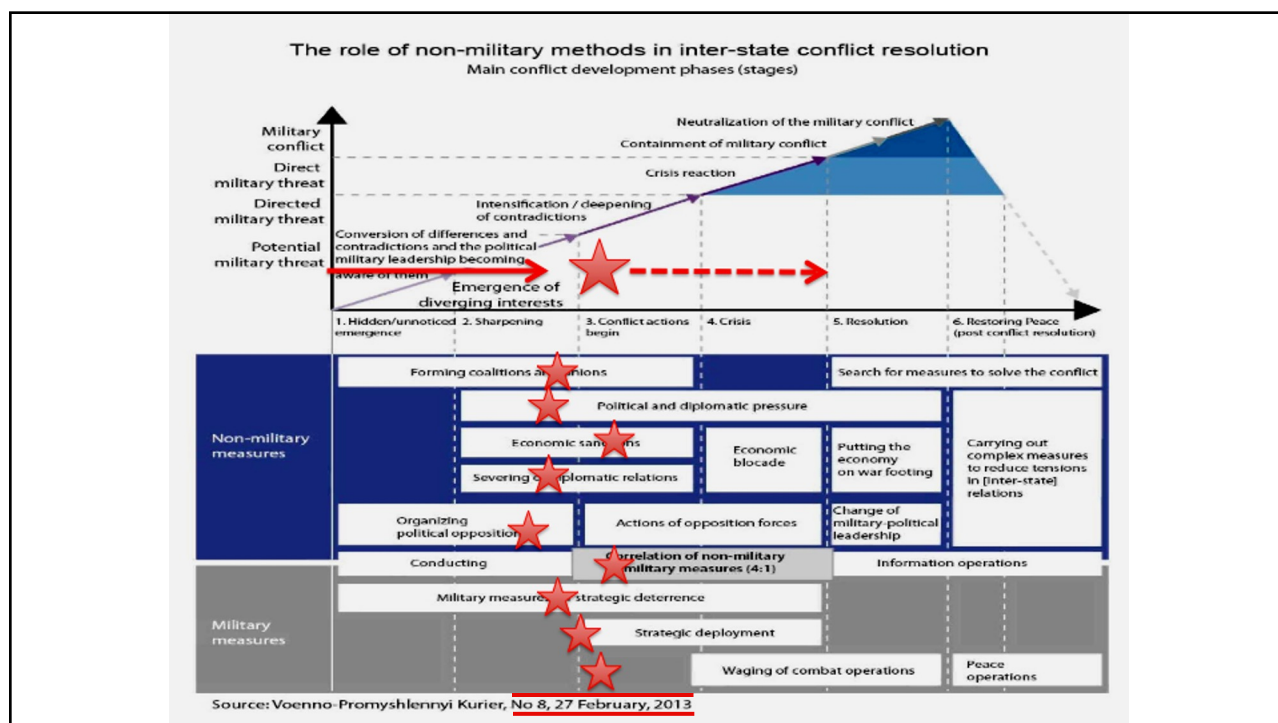 The role of non-military methods in inter-state conflict resolution
Main conflict development phases (stages)
Military
conflict
Direct
military threat
Directed
military threat
Potential
military threat
Neutralization of the military conflict
Containment of military conflict
Crisis reaction
Intensification / deepening
of contradictions
Conversion of differences and
contradictions and the political
military leadership becoming
aware of them
Emergence of
diverging interests
1. Hidden/unnoticed
emergence
2. Sharpening
3. Conflict actions
begin
4. Crisis
5. Resolution
6. Restoring Peace
(post conflict resolution)
Non-military
measures
Forming coalitions
Search for measures to solve the conflict
Political and diplomatic pressure
Economic
Economic
blocade
Putting the
economy
on war footing
Carrying out
complex measures
to reduce tensions
in [inter-state]
relations
Severing relations
Organizing
political opposition
Actions of opposition forces
Change of
military-political
leadership
Conducting
Correlation of non-military
military measures (4:1)
Information operations
Military
measures
Military measures strategic deterrence
Strategic deployment
Waging of combat operations
Peace
operations
Source: Voenno-Promyshlennyi Kurier, No 8, 27 February, 2013